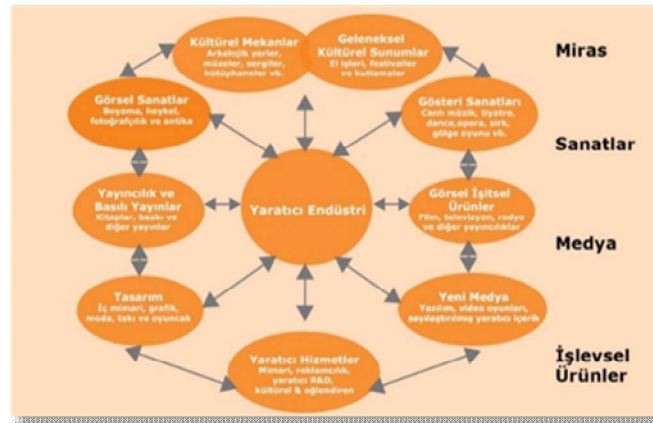 Kültürel Mekanlar
Arkelojik yerler,
müzeler, sergiler,
kütüphaneler vb.
Geleneksel
Kültürel Sunumlar
El işleri, festivaller
ve kutlamalar
Miras
Görsel Sanatlar
Boyama, heykel,
fotoğrafçılık ve antika
Gösteri Sanatları
Canlı müzik, tiyatro,
dance,opera, sirk,
gölge oyunu vb.
Sanatlar
Yayıncılık ve
Basılı Yayınlar
Kitaplar, baskı ve
diğer yayınlar
Yaratıcı Endüstri
Görsel İşitsel
Ürünler
Film, televizyon, radyo
ve diğer yayıncılıklar
Medya
Tasarım
İç mimari, grafik,
moda, takı ve oyuncak
Yeni Medya
Yazılım, video oyunları,
sayılaştırılmış yaratıcı içerik
Yaratıcı Hizmetler
Mimari, reklamcılık,
yaratıcı R&D,
kültürel & eğlendiren
İşlevsel
Ürünler